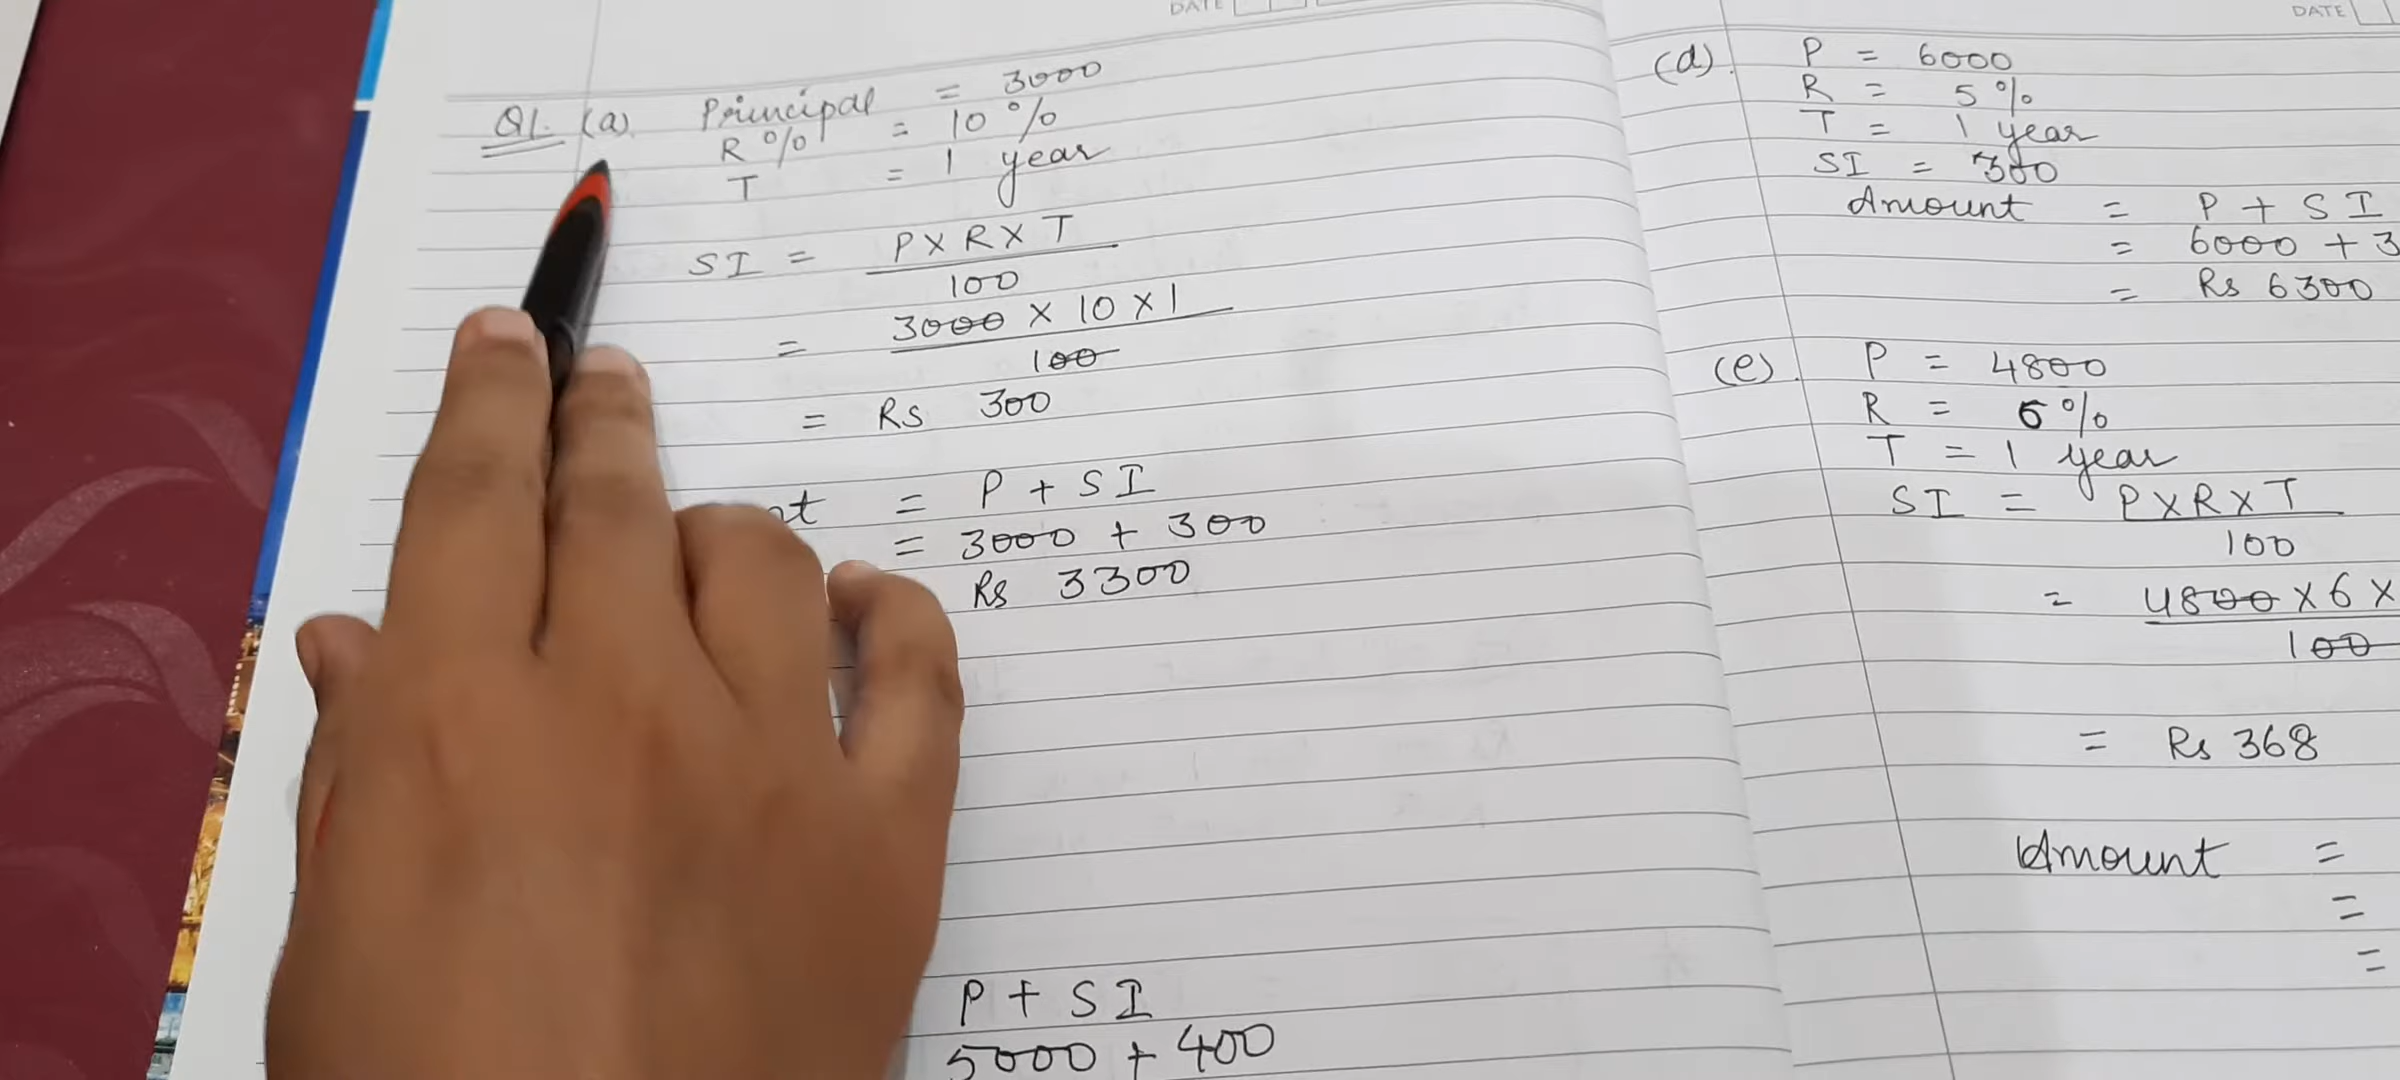 DATE
Q1. (a) Principal = 3000
R% = 10%
T = 1 year
SI = P X R X T
100
= 3000 X 10 X 1
100
= Rs 300
= P + SI
= 3000 + 300
Rs 3300
P + SI
5000 + 400
DATE
(d). P = 6000
R = 5%
T = 1 year
SI = 300
Amount = P + SI
= 6000 + 3
= Rs 6300
(e). P = 4800
R = 6%
T = 1 year
SI = P X R X T
100
= 4800 X 6 X
100
= Rs 368
Amount =
=
=